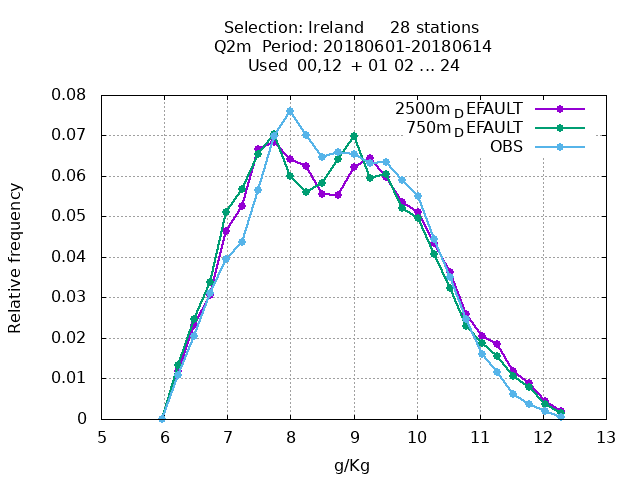 Selection: Ireland 28 stations
Q2m Period: 20180601-20180614
Used 00,12 + 01 02 ... 24
2500m_DEFAULT
750m_DEFAULT
OBS
Relative frequency
0.08
0.07
0.06
0.05
0.04
0.03
0.02
0.01
0
5 6 7 8 9 10 11 12 13
g/Kg